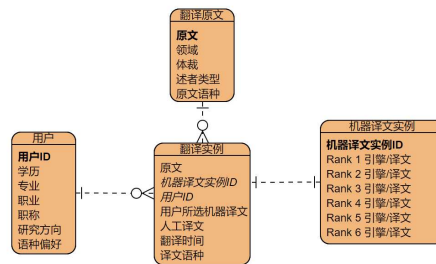 翻译原文
原文
领域
体裁
述者类型
原文语种
用户
用户ID
学历
专业
职业
职称
研究方向
语种偏好
翻译实例
原文
机器译文实例ID
用户ID
用户所选机器译文
人工译文
翻译时间
译文语种
机器译文实例
机器译文实例ID
Rank 1 引擎/译文
Rank 2 引擎/译文
Rank 3 引擎/译文
Rank 4 引擎/译文
Rank 5 引擎/译文
Rank 6 引擎/译文